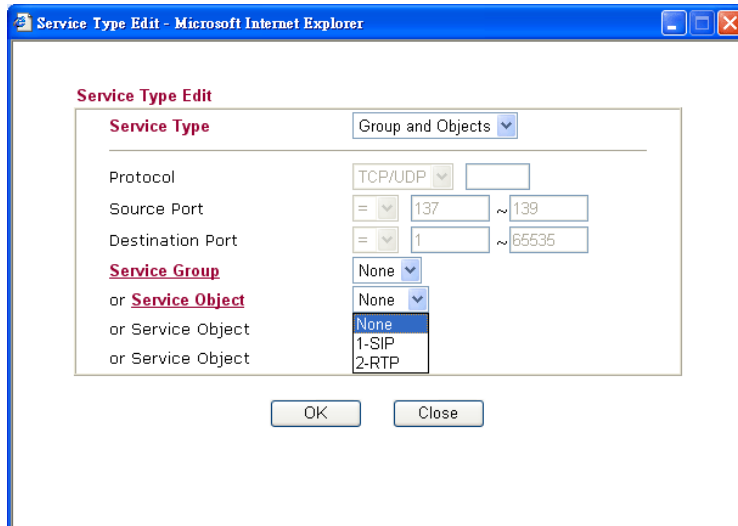 Service Type Edit - Microsoft Internet Explorer
Service Type Edit
Service Type Group and Objects
Protocol TCP/UDP
Source Port = 137 ~ 139
Destination Port = 1 ~ 65535
Service Group None
or Service Object None
or Service Object None
1-SIP
or Service Object 2-RTP
OK Close